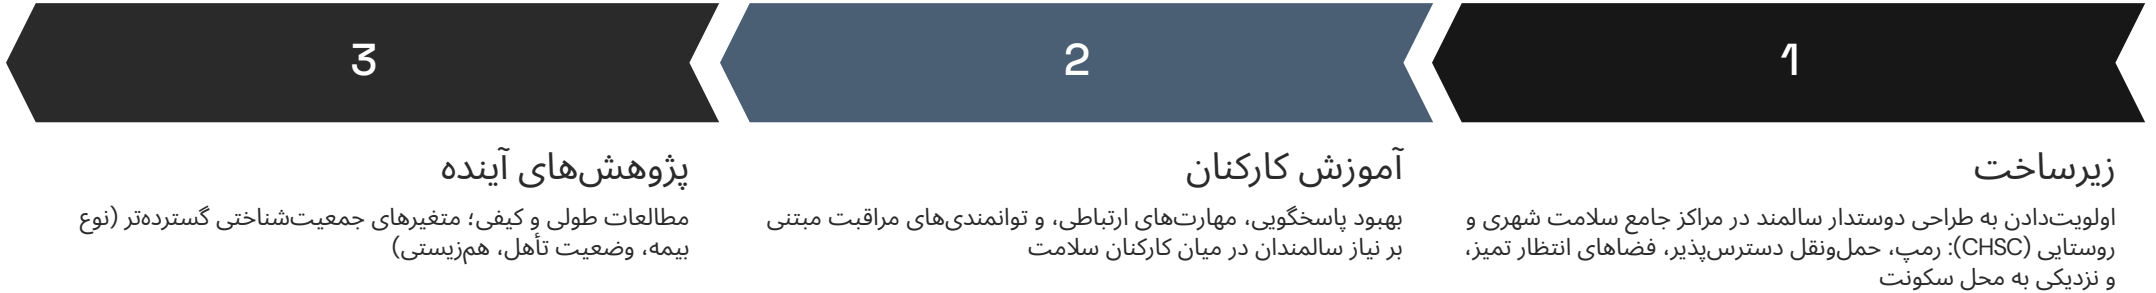 1
زیرساخت
اولویت‌دادن به طراحی دوستدار سالمند در مراکز جامع سلامت شهری و
روستایی (CHSC): رمپ، حمل‌ونقل دسترس‌پذیر، فضاهای انتظار تمیز،
و نزدیکی به محل سکونت
2
آموزش کارکنان
بهبود پاسخگویی، مهارت‌های ارتباطی، و توانمندی‌های مراقبت مبتنی
بر نیاز سالمندان در میان کارکنان سلامت
3
پژوهش‌های آینده
مطالعات طولی و کیفی؛ متغیرهای جمعیت‌شناختی گسترده‌تر (نوع
بیمه، وضعیت تأهل، هم‌زیستی)